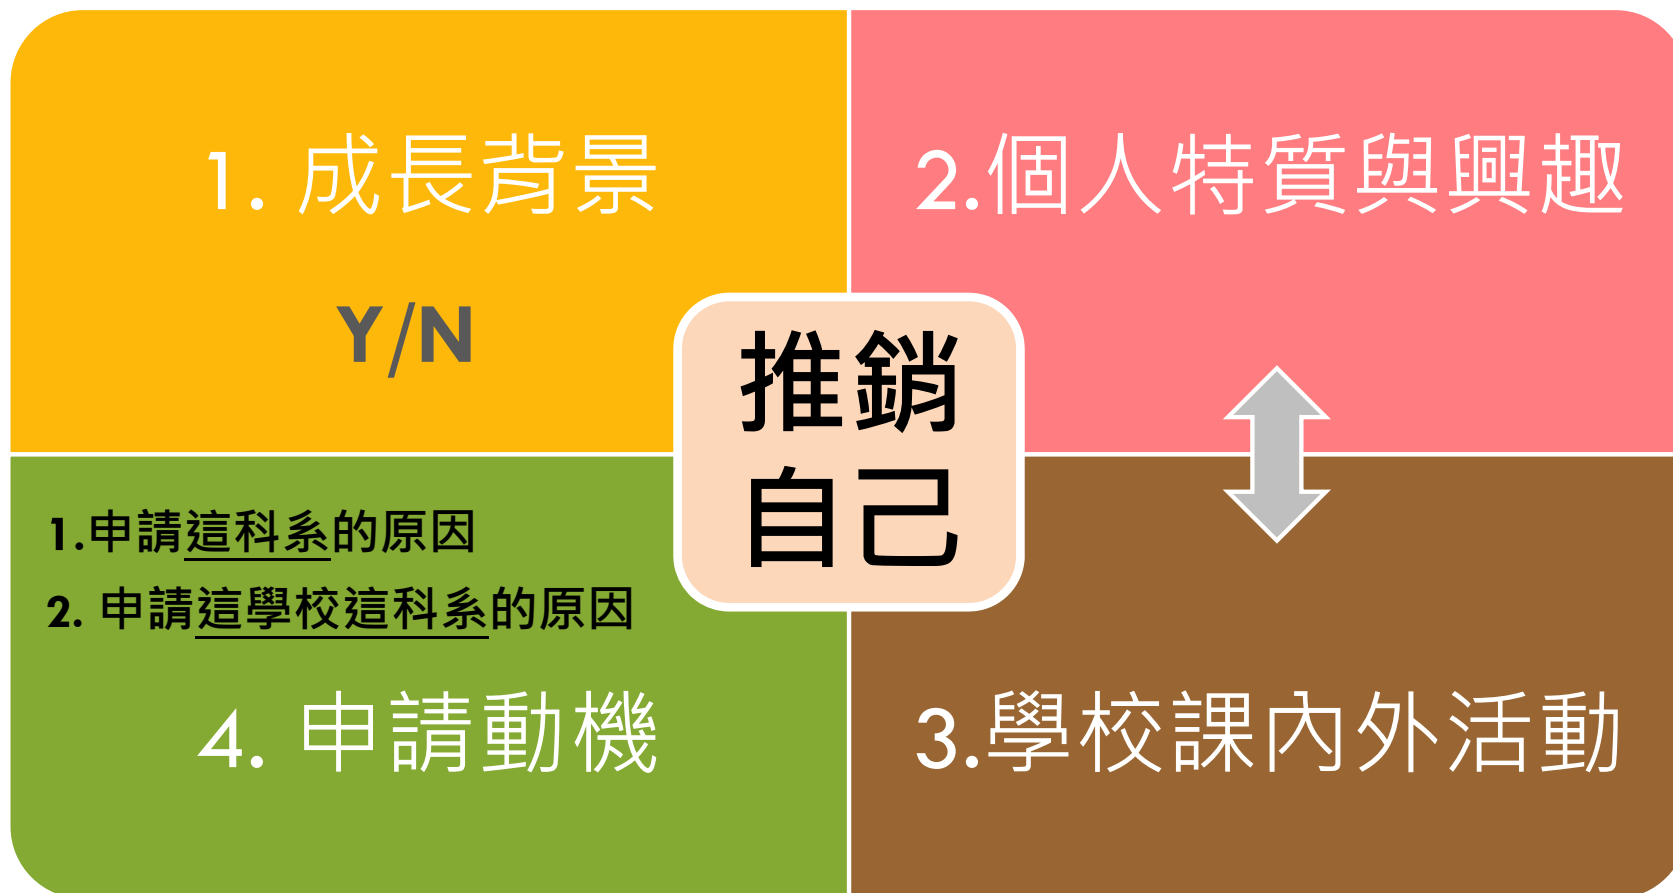 1. 成長背景
Y/N
2.個人特質與興趣
推銷
自己
1.申請這科系的原因
2. 申請這學校這科系的原因
4. 申請動機
3.學校課內外活動